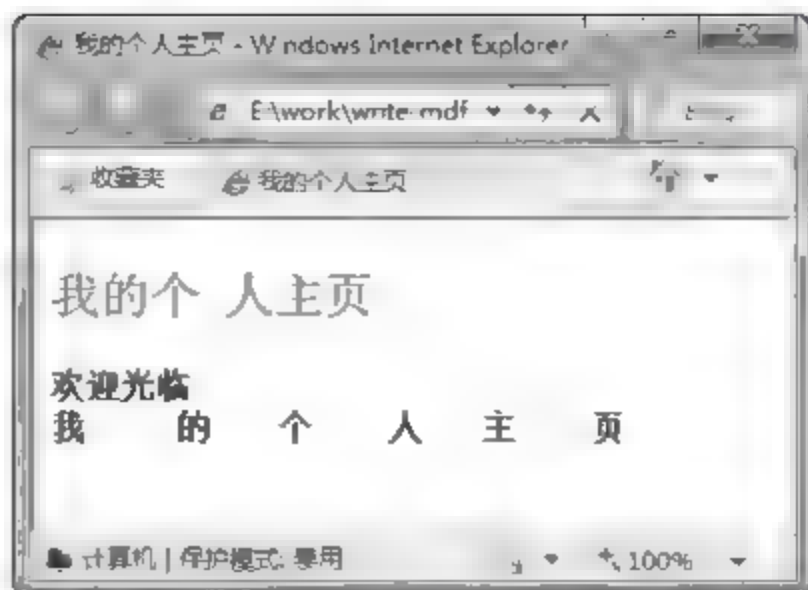 我的个人主页 - Windows Internet Explorer
E:\work\write-mdf
收藏夹 我的个人主页
我的个 人主页
欢迎光临
我 的 个 人 主 页
计算机 | 保护模式: 禁用
100%